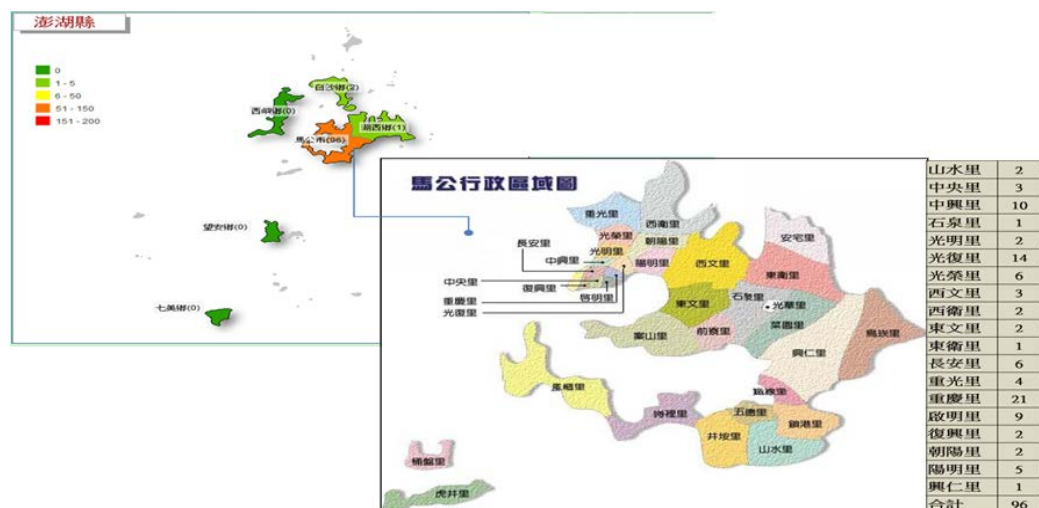 澎湖縣
0
1 - 5
6 - 50
51 - 150
151 - 200
白沙鄉(2)
西嶼鄉(0)
湖西鄉(1)
馬公市(96)
望安鄉(0)
七美鄉(0)
馬公行政區域圖
重光里
西衛里
安宅里
光榮里
朝陽里
長安里
光明里
中興里
陽明里
西文里
東衛里
中央里
復興里
啓明里
重慶里
光復里
東文里
石泉里
光華里
菜園里
前寮里
案山里
興仁里
烏崁里
風櫃里
鎖港里
五德里
井垵里
山水里
桶盤里
虎井里
山水里 2
中央里 3
中興里 10
石泉里 1
光明里 2
光復里 14
光榮里 6
西文里 3
西衛里 2
東文里 2
東衛里 1
長安里 6
重光里 4
重慶里 21
啟明里 9
復興里 2
朝陽里 2
陽明里 5
興仁里 1
合計 96